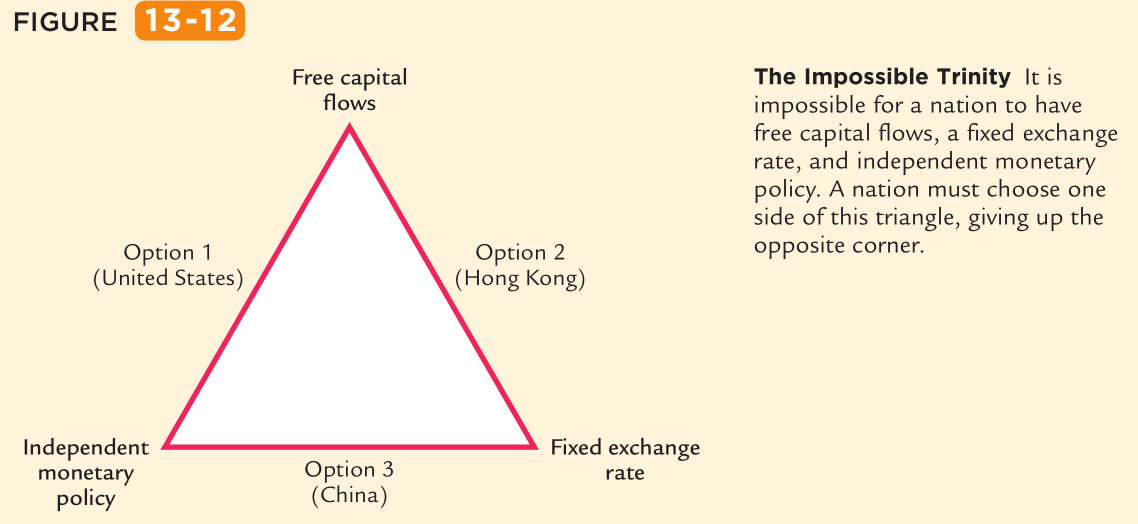 FIGURE 13-12
Free capital
flows
Option 1
(United States)
Option 2
(Hong Kong)
Independent
monetary
policy
Option 3
(China)
Fixed exchange
rate
The Impossible Trinity It is
impossible for a nation to have
free capital flows, a fixed exchange
rate, and independent monetary
policy. A nation must choose one
side of this triangle, giving up the
opposite corner.